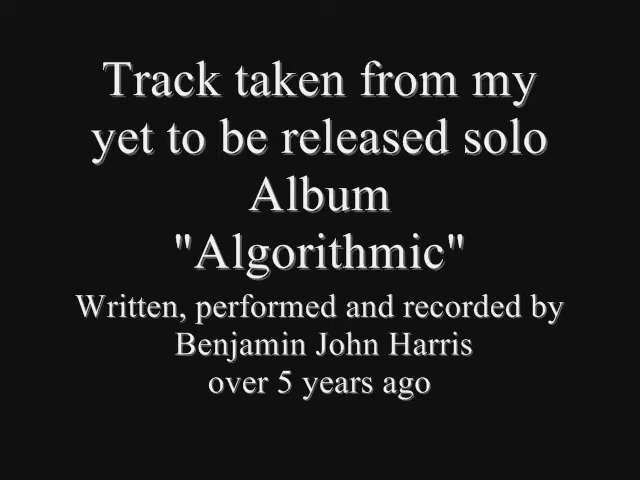 Track taken from my
yet to be released solo
Album
"Algorithmic"
Written, performed and recorded by
Benjamin John Harris
over 5 years ago